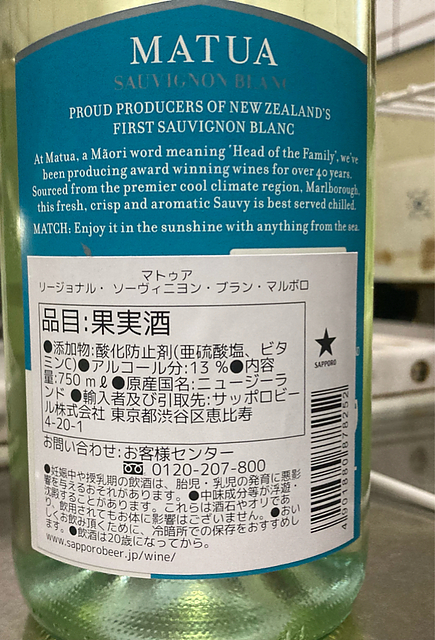 MATUA
SAUVIGNON BLANC
PROUD PRODUCERS OF NEW ZEALAND'S
FIRST SAUVIGNON BLANC
At Matua, a Māori word meaning 'Head of the Family', we've
been producing award winning wines for over 40 years.
Sourced from the premier cool climate region, Marlborough,
this fresh, crisp and aromatic Sauvy is best served chilled.
MATCH: Enjoy it in the sunshine with anything from the sea.
マトゥア
リージョナル・ソーヴィニヨン・ブラン・マルボロ
品目:果実酒
●添加物:酸化防止剤(亜硫酸塩、ビタ
ミンC)●アルコール分:13%●内容
量:750mℓ●原産国名:ニュージーラ
ンド●輸入者及び引取先:サッポロビー
ル株式会社 東京都渋谷区恵比寿
4-20-1
SAPPORO
お問い合わせ:お客様センター
0120-207-800
●妊娠中や授乳期の飲酒は、胎児・乳児の発育に悪影
響を与えるおそれがあります。●中味成分等が浮遊・
沈殿することがあります。これらは酒石やオリであ
り、飲用されてもお体に影響はございません。●おい
しくお飲み頂くために、冷暗所での保存をおすすめし
ます。●飲酒は20歳になってから。
www.sapporobeer.jp/wine/
4 901880 878252